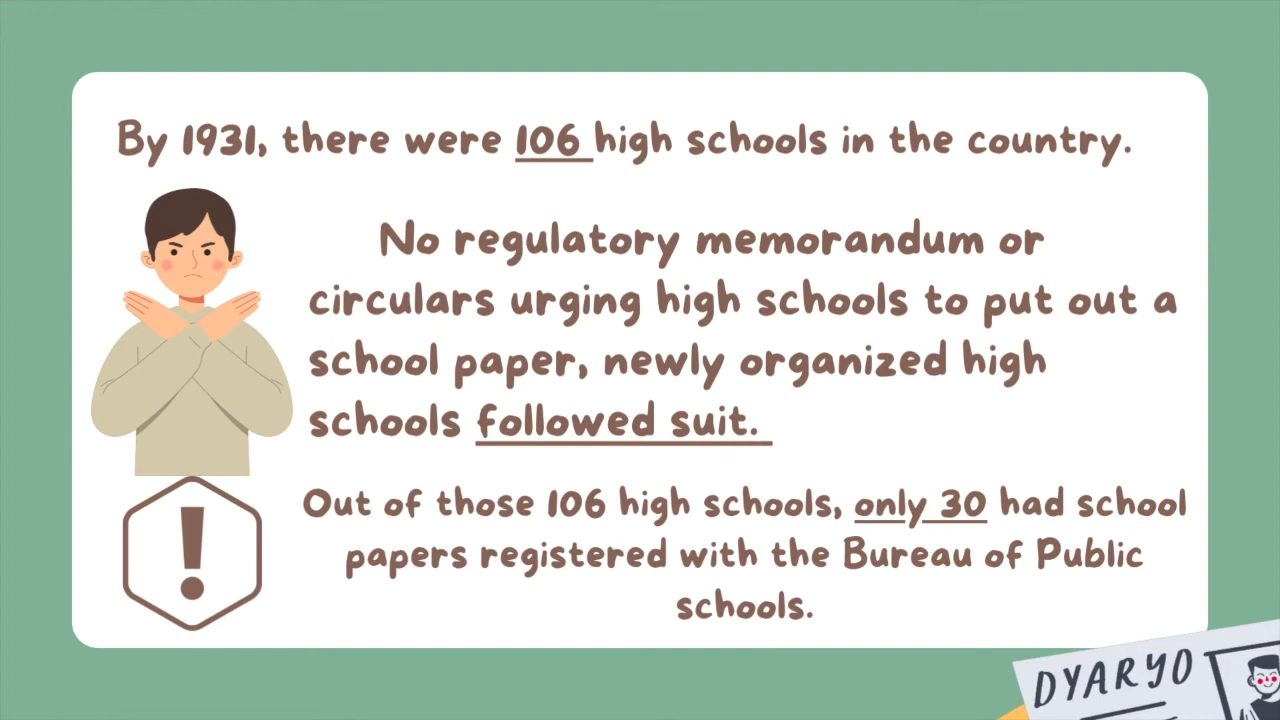 By 1931, there were 106 high schools in the country.
No regulatory memorandum or
circulars urging high schools to put out a
school paper, newly organized high
schools followed suit.
Out of those 106 high schools, only 30 had school
papers registered with the Bureau of Public
schools.
DYARYO